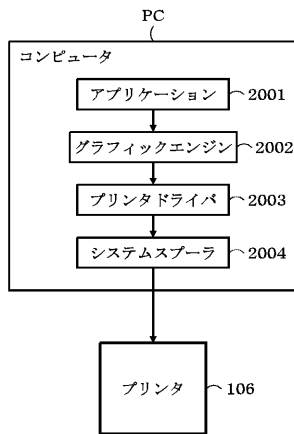 PC
コンピュータ
アプリケーション 2001
グラフィックエンジン 2002
プリンタドライバ 2003
システムスプーラ 2004
プリンタ 106